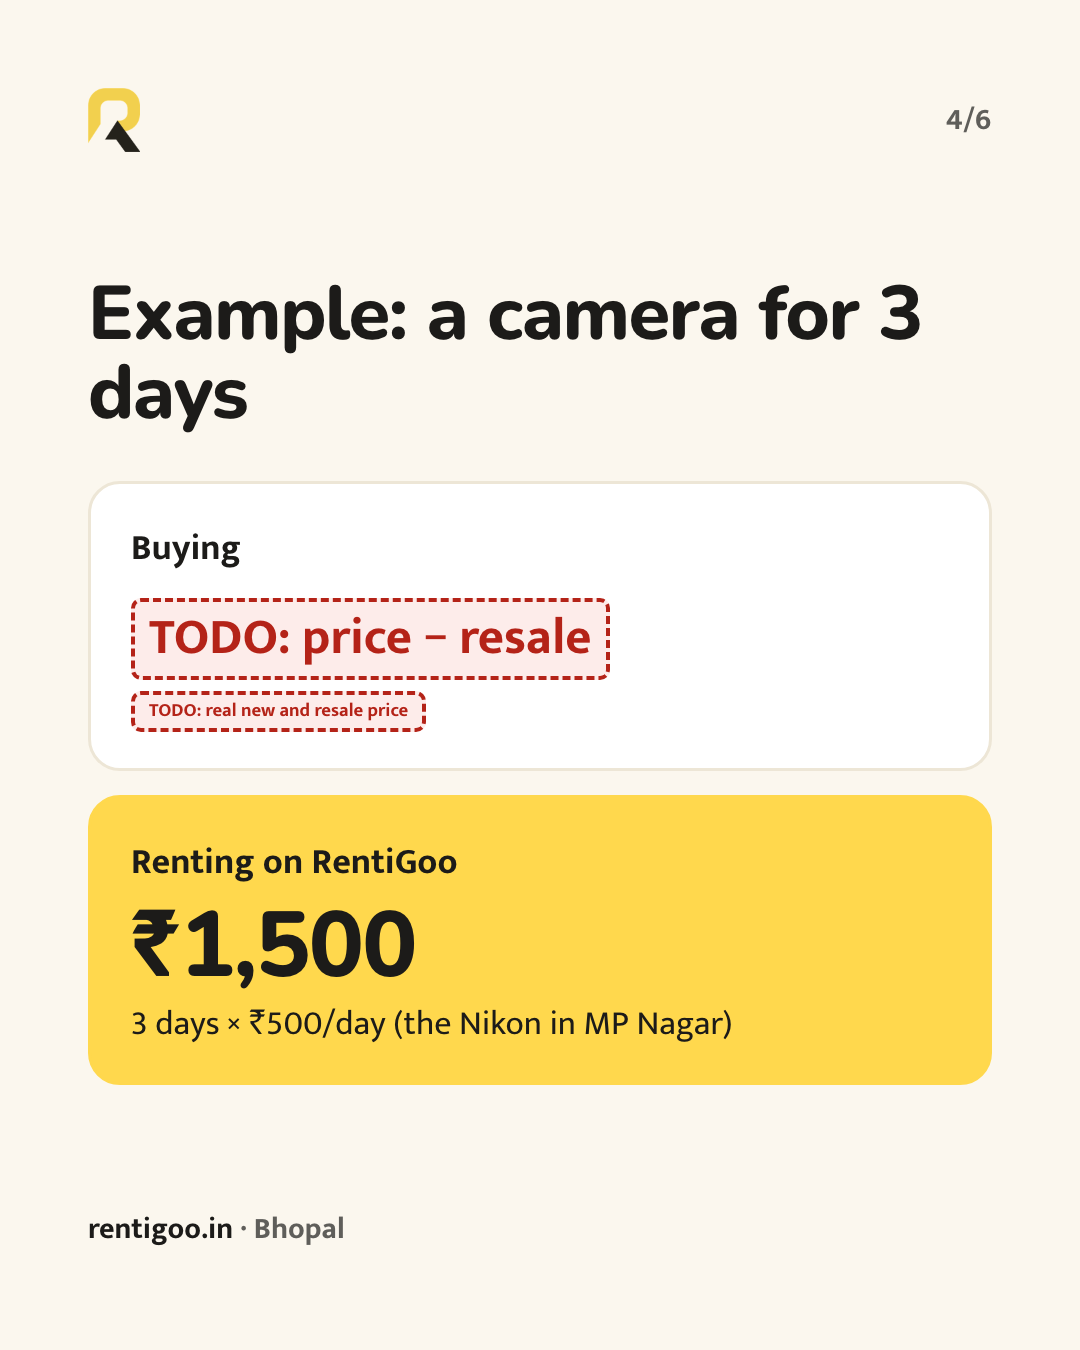 4/6
Example: a camera for 3
days
Buying
TODO: price − resale
TODO: real new and resale price
Renting on RentiGoo
₹1,500
3 days × ₹500/day (the Nikon in MP Nagar)
rentigoo.in · Bhopal